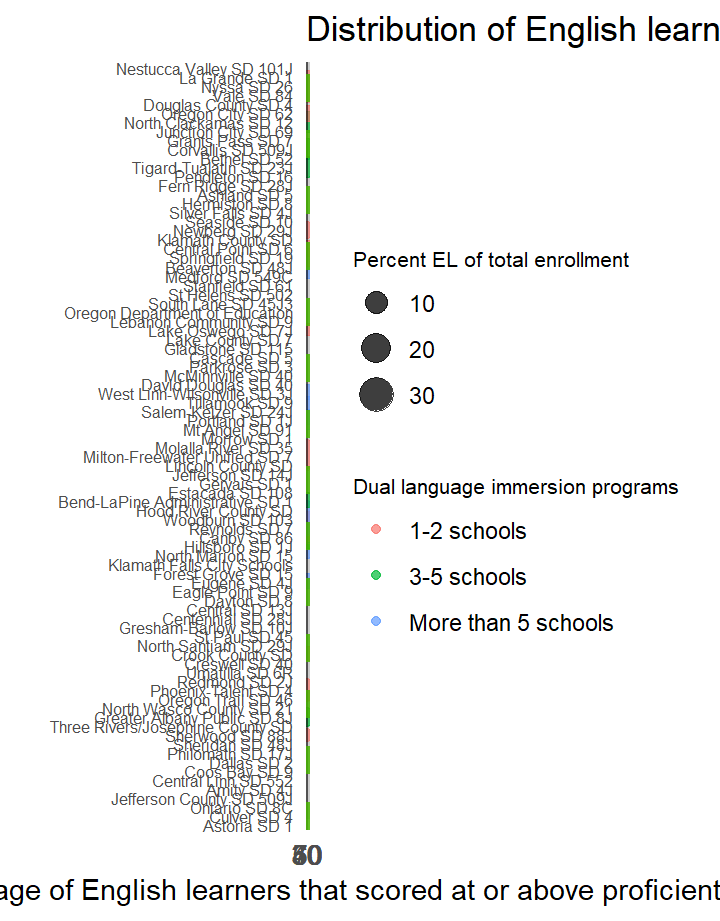 Distribution of English learn
Nestucca Valley SD 101J
La Grande SD 1
Nyssa SD 26
Vale SD 84
Douglas County SD 4
Oregon City SD 62
North Clackamas SD 12
Junction City SD 69
Grants Pass SD 7
Corvallis SD 509J
Bethel SD 52
Tigard-Tualatin SD 23J
Pendleton SD 16
Fern Ridge SD 28J
Ashland SD 5
Hermiston SD 8
Silver Falls SD 4J
Seaside SD 10
Newberg SD 29J
Klamath County SD
Central Point SD 6
Springfield SD 19
Beaverton SD 48J
Medford SD 549C
Stanfield SD 61
St Helens SD 502
South Lane SD 45J3
Oregon Department of Education
Lebanon Community SD 9
Lake Oswego SD 7J
Lake County SD 7
Gladstone SD 115
Cascade SD 5
Parkrose SD 3
McMinnville SD 40
David Douglas SD 40
West Linn-Wilsonville SD 3J
Tillamook SD 9
Salem-Keizer SD 24J
Portland SD 1J
Mt Angel SD 91
Morrow SD 1
Molalla River SD 35
Milton-Freewater Unified SD 7
Lincoln County SD
Jefferson SD 14J
Gervais SD 1
Estacada SD 108
Bend-LaPine Administrative SD 1
Hood River County SD
Woodburn SD 103
Reynolds SD 7
Canby SD 86
Hillsboro SD 1J
North Marion SD 15
Klamath Falls City Schools
Forest Grove SD 15
Eugene SD 4J
Eagle Point SD 9
Dayton SD 8
Central SD 13J
Centennial SD 28J
Gresham-Barlow SD 10J
St Paul SD 45
North Santiam SD 29J
Crook County SD
Creswell SD 40
Umatilla SD 6R
Redmond SD 2J
Phoenix-Talent SD 4
Oregon Trail SD 46
North Wasco County SD 21
Greater Albany Public SD 8J
Three Rivers/Josephine County SD
Sherwood SD 88J
Sheridan SD 48J
Philomath SD 17J
Dallas SD 2
Coos Bay SD 9
Central Linn SD 552
Amity SD 4J
Jefferson County SD 509J
Ontario SD 8C
Culver SD 4
Astoria SD 1
Percent EL of total enrollment
10
20
30
Dual language immersion programs
1-2 schools
3-5 schools
More than 5 schools
age of English learners that scored at or above proficient